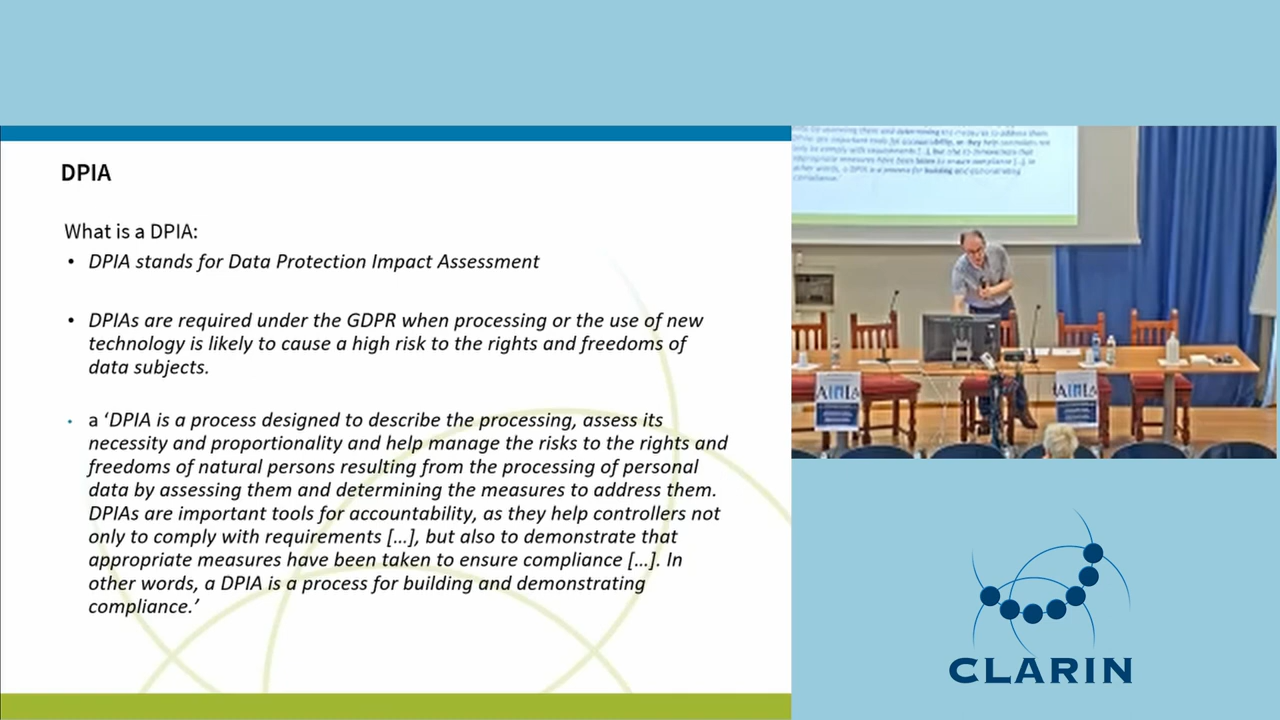 DPIA
What is a DPIA:
• DPIA stands for Data Protection Impact Assessment
• DPIAs are required under the GDPR when processing or the use of new
technology is likely to cause a high risk to the rights and freedoms of
data subjects.
• a ‘DPIA is a process designed to describe the processing, assess its
necessity and proportionality and help manage the risks to the rights and
freedoms of natural persons resulting from the processing of personal
data by assessing them and determining the measures to address them.
DPIAs are important tools for accountability, as they help controllers not
only to comply with requirements […], but also to demonstrate that
appropriate measures have been taken to ensure compliance […]. In
other words, a DPIA is a process for building and demonstrating
compliance.’
CLARIN